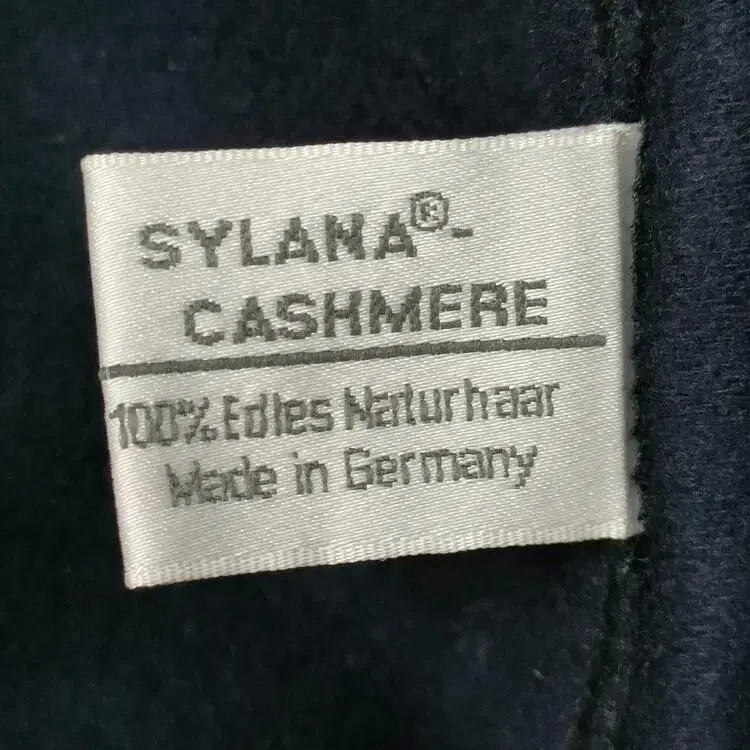 SYLANA®-
CASHMERE
100% Edles Naturhaar
Made in Germany